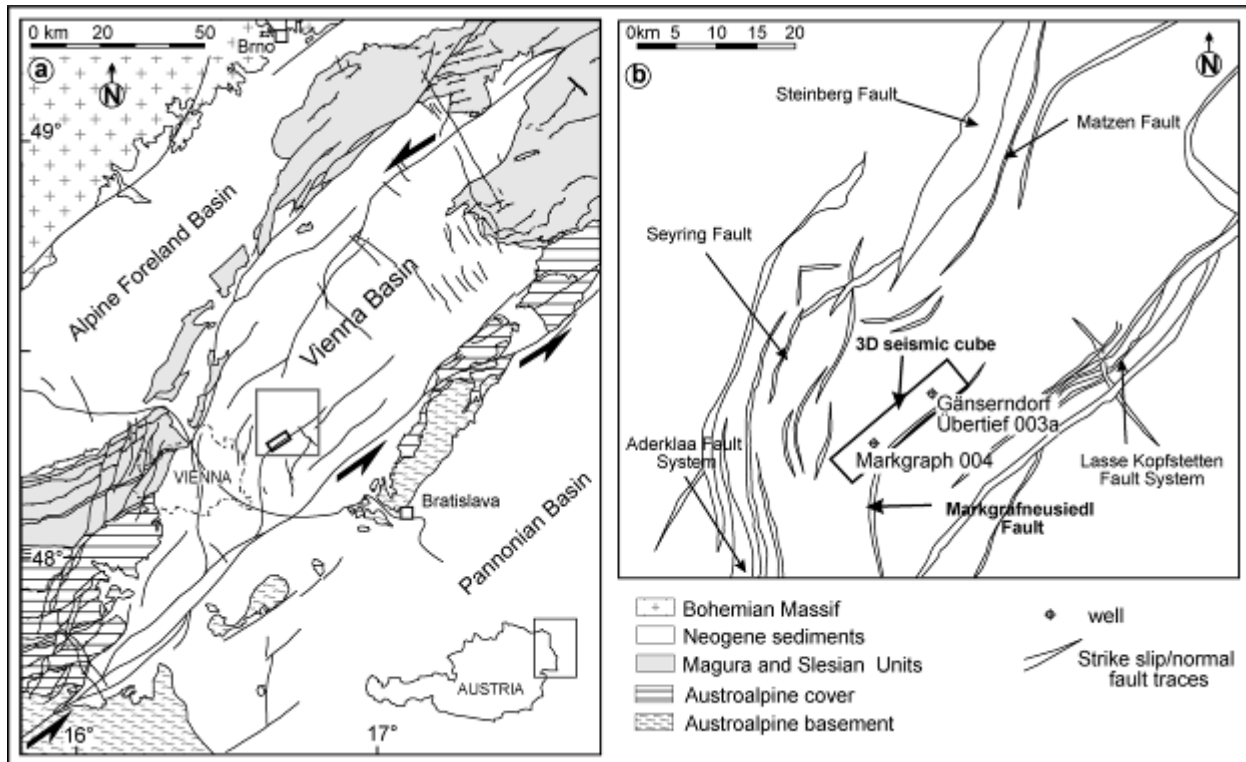 0 km 20 50
Brno
a
N
49°
Alpine Foreland Basin
Vienna Basin
VIENNA
Bratislava
Pannonian Basin
48°
AUSTRIA
16°
17°
0km 5 10 15 20
b
N
Steinberg Fault
Matzen Fault
Seyring Fault
3D seismic cube
Gänserndorf
Übertief 003a
Aderklaa Fault
System
Markgraph 004
Lasse Kopfstetten
Fault System
Markgrafneusiedl
Fault
Bohemian Massif
Neogene sediments
Magura and Slesian Units
Austroalpine cover
Austroalpine basement
well
Strike slip/normal
fault traces